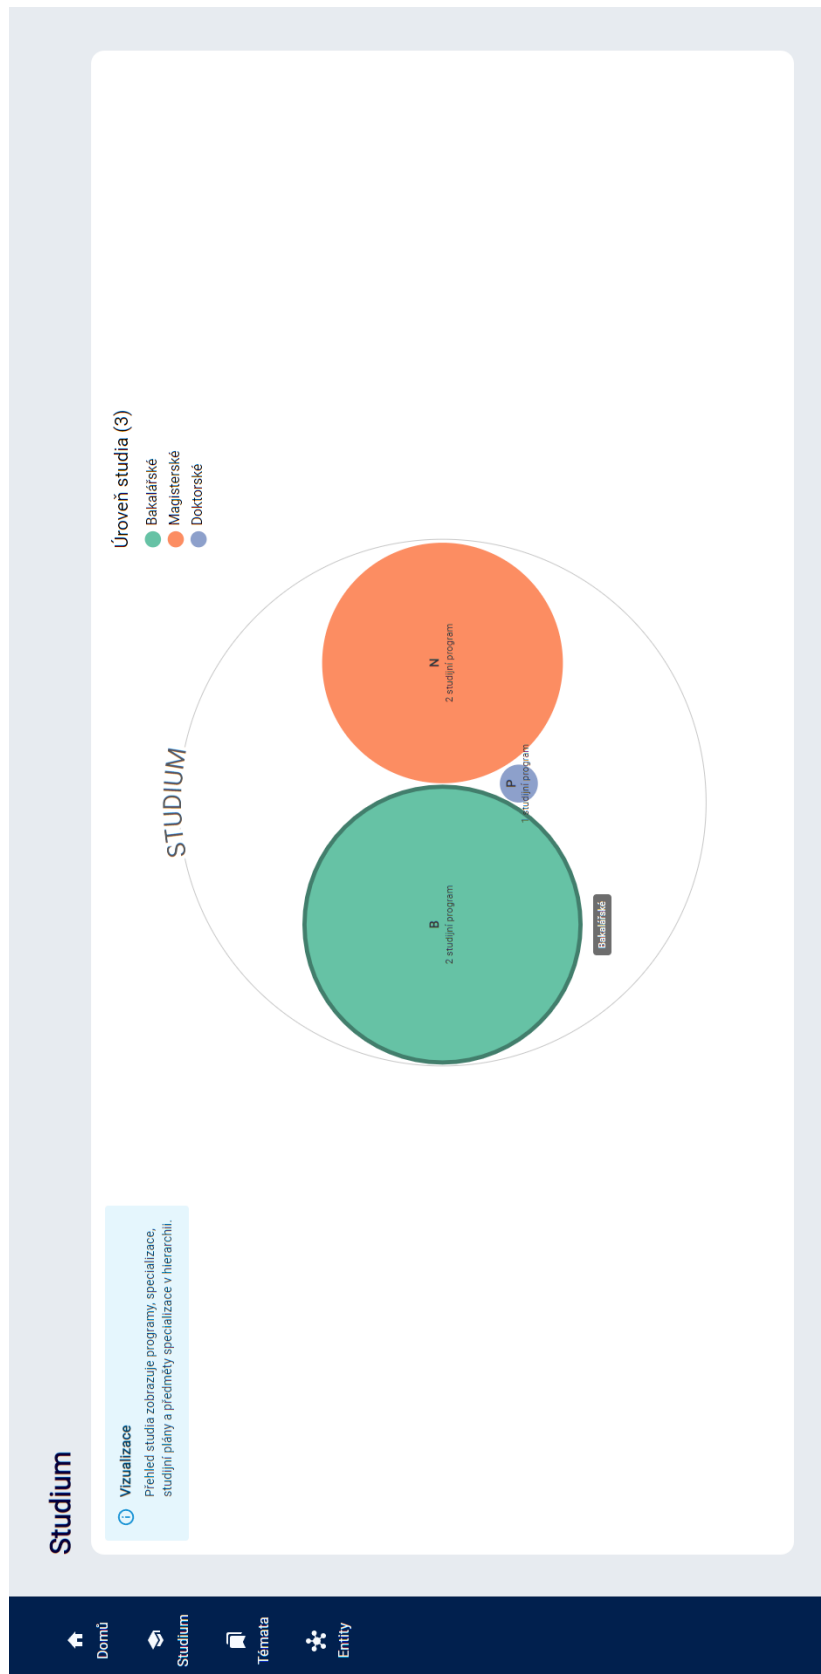 Domů
Studium
Témata
Entity
Studium
Vizualizace
Přehled studia zobrazuje programy, specializace,
studijní plány a předměty specializace v hierarchii.
STUDIUM
B
2 studijní program
N
2 studijní program
P
1 studijní program
Bakalářské
Úroveň studia (3)
Bakalářské
Magisterské
Doktorské